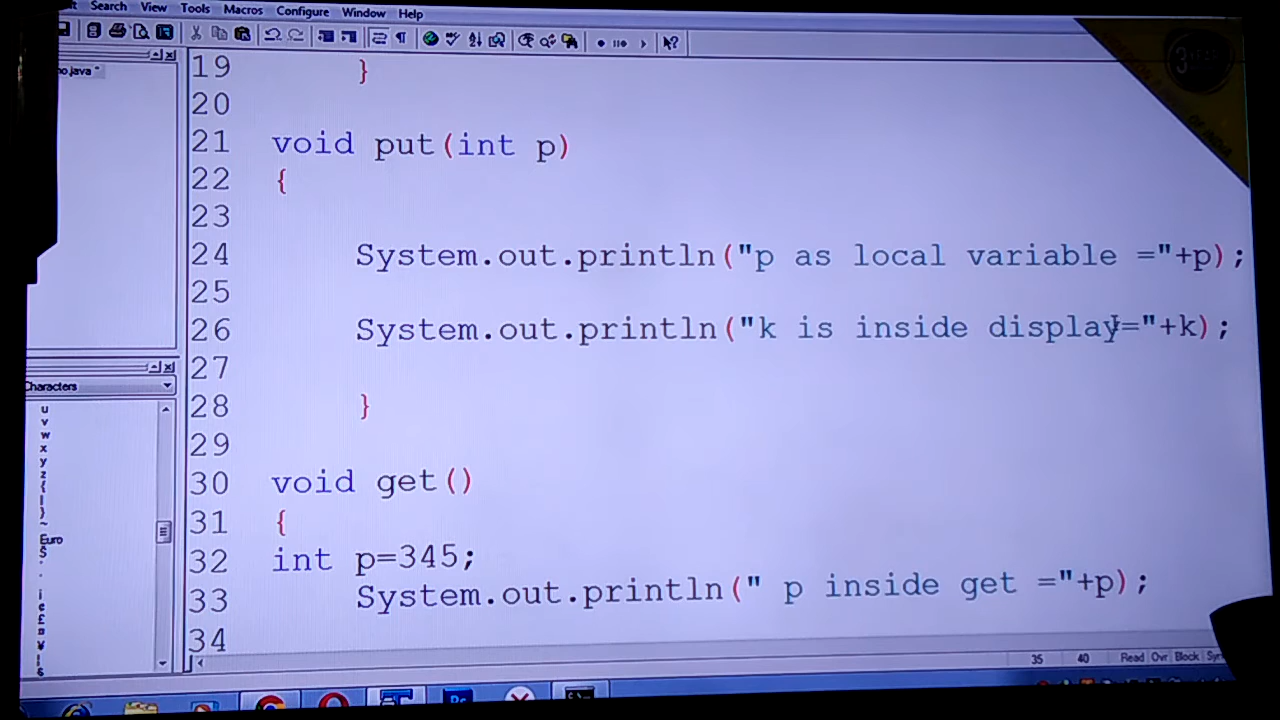 Search View Tools Macros Configure Window Help
19 }
20
21 void put(int p)
22 {
23
24 System.out.println("p as local variable ="+p);
25
26 System.out.println("k is inside display="+k);
27
28 }
29
30 void get()
31 {
32 int p=345;
33 System.out.println(" p inside get ="+p);
34
Characters
u
v
w
x
y
z
{
|
}
~
Euro
35 40 Read Ovr Block